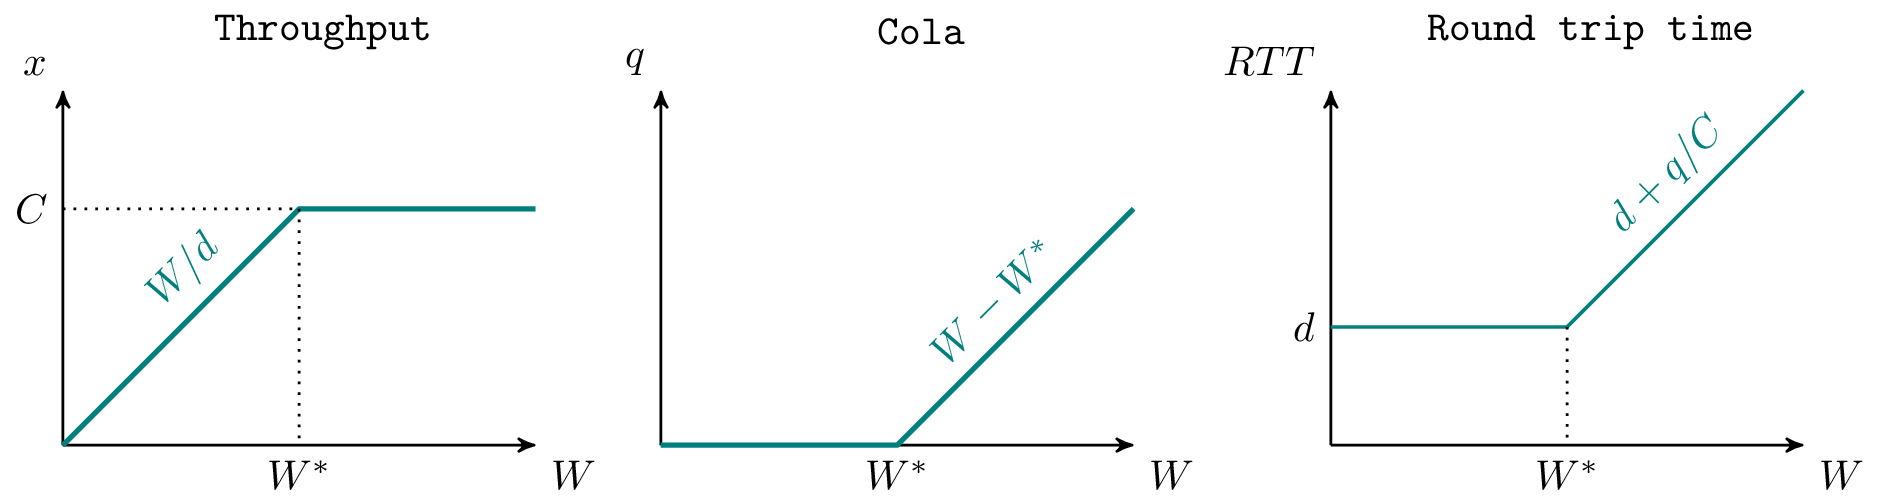 Throughput
x
C
W/d
W*
W
Cola
q
W − W*
W*
W
Round trip time
RTT
d + q/C
d
W*
W